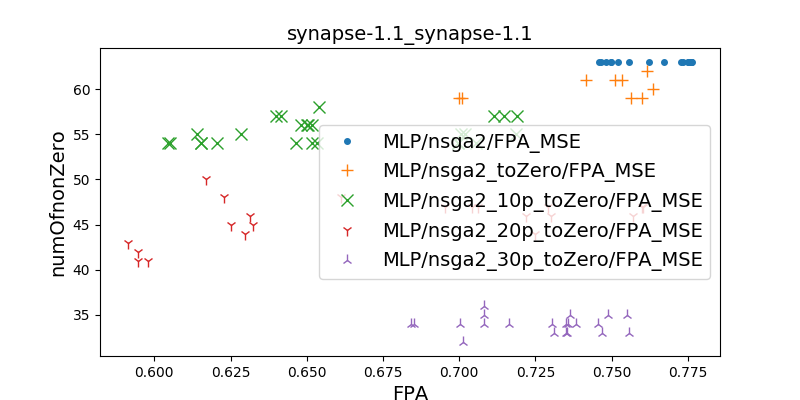 synapse-1.1_synapse-1.1
numOfnonZero
60
55
50
45
40
35
MLP/nsga2/FPA_MSE
MLP/nsga2_toZero/FPA_MSE
MLP/nsga2_10p_toZero/FPA_MSE
MLP/nsga2_20p_toZero/FPA_MSE
MLP/nsga2_30p_toZero/FPA_MSE
0.600 0.625 0.650 0.675 0.700 0.725 0.750 0.775
FPA